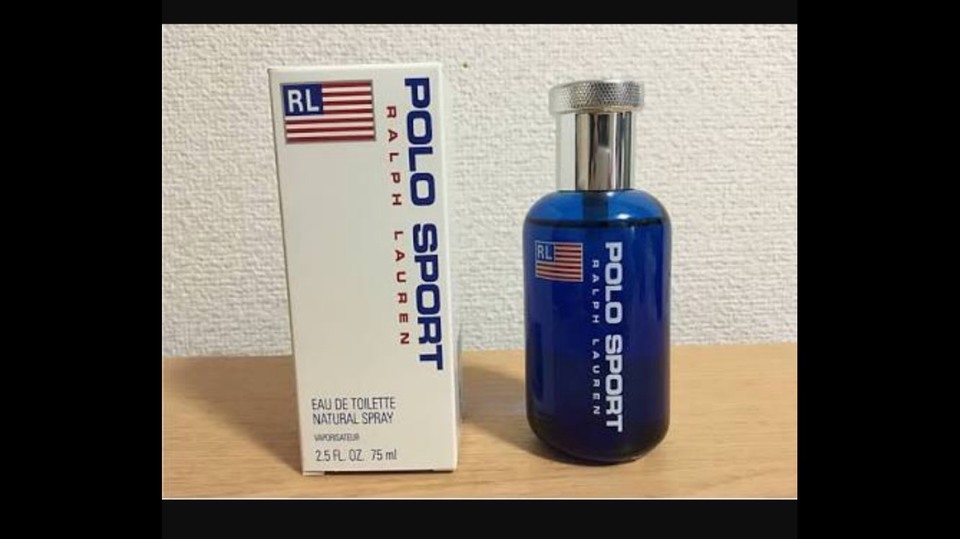 RL
POLO SPORT
RALPH LAUREN
EAU DE TOILETTE
NATURAL SPRAY
VAPORISATEUR
2.5 FL. OZ. 75 ml
RL
POLO SPORT
RALPH LAUREN